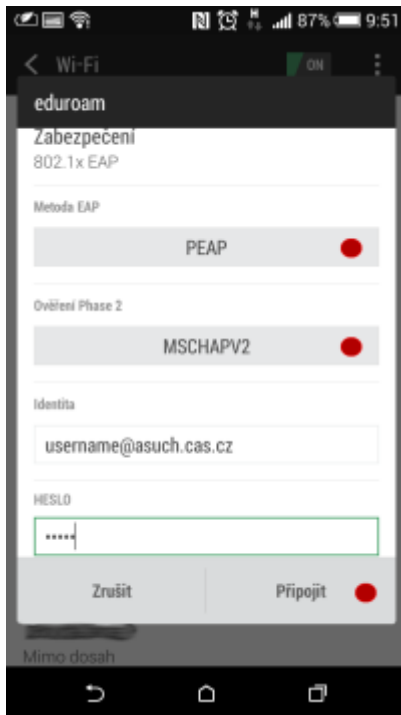 H 87% 9:51
Wi-Fi ON
eduroam
Zabezpečení
802.1x EAP
Metoda EAP
PEAP
Ověření Phase 2
MSCHAPV2
Identita
username@asuch.cas.cz
HESLO
•••••
Zrušit Připojit
Mimo dosah